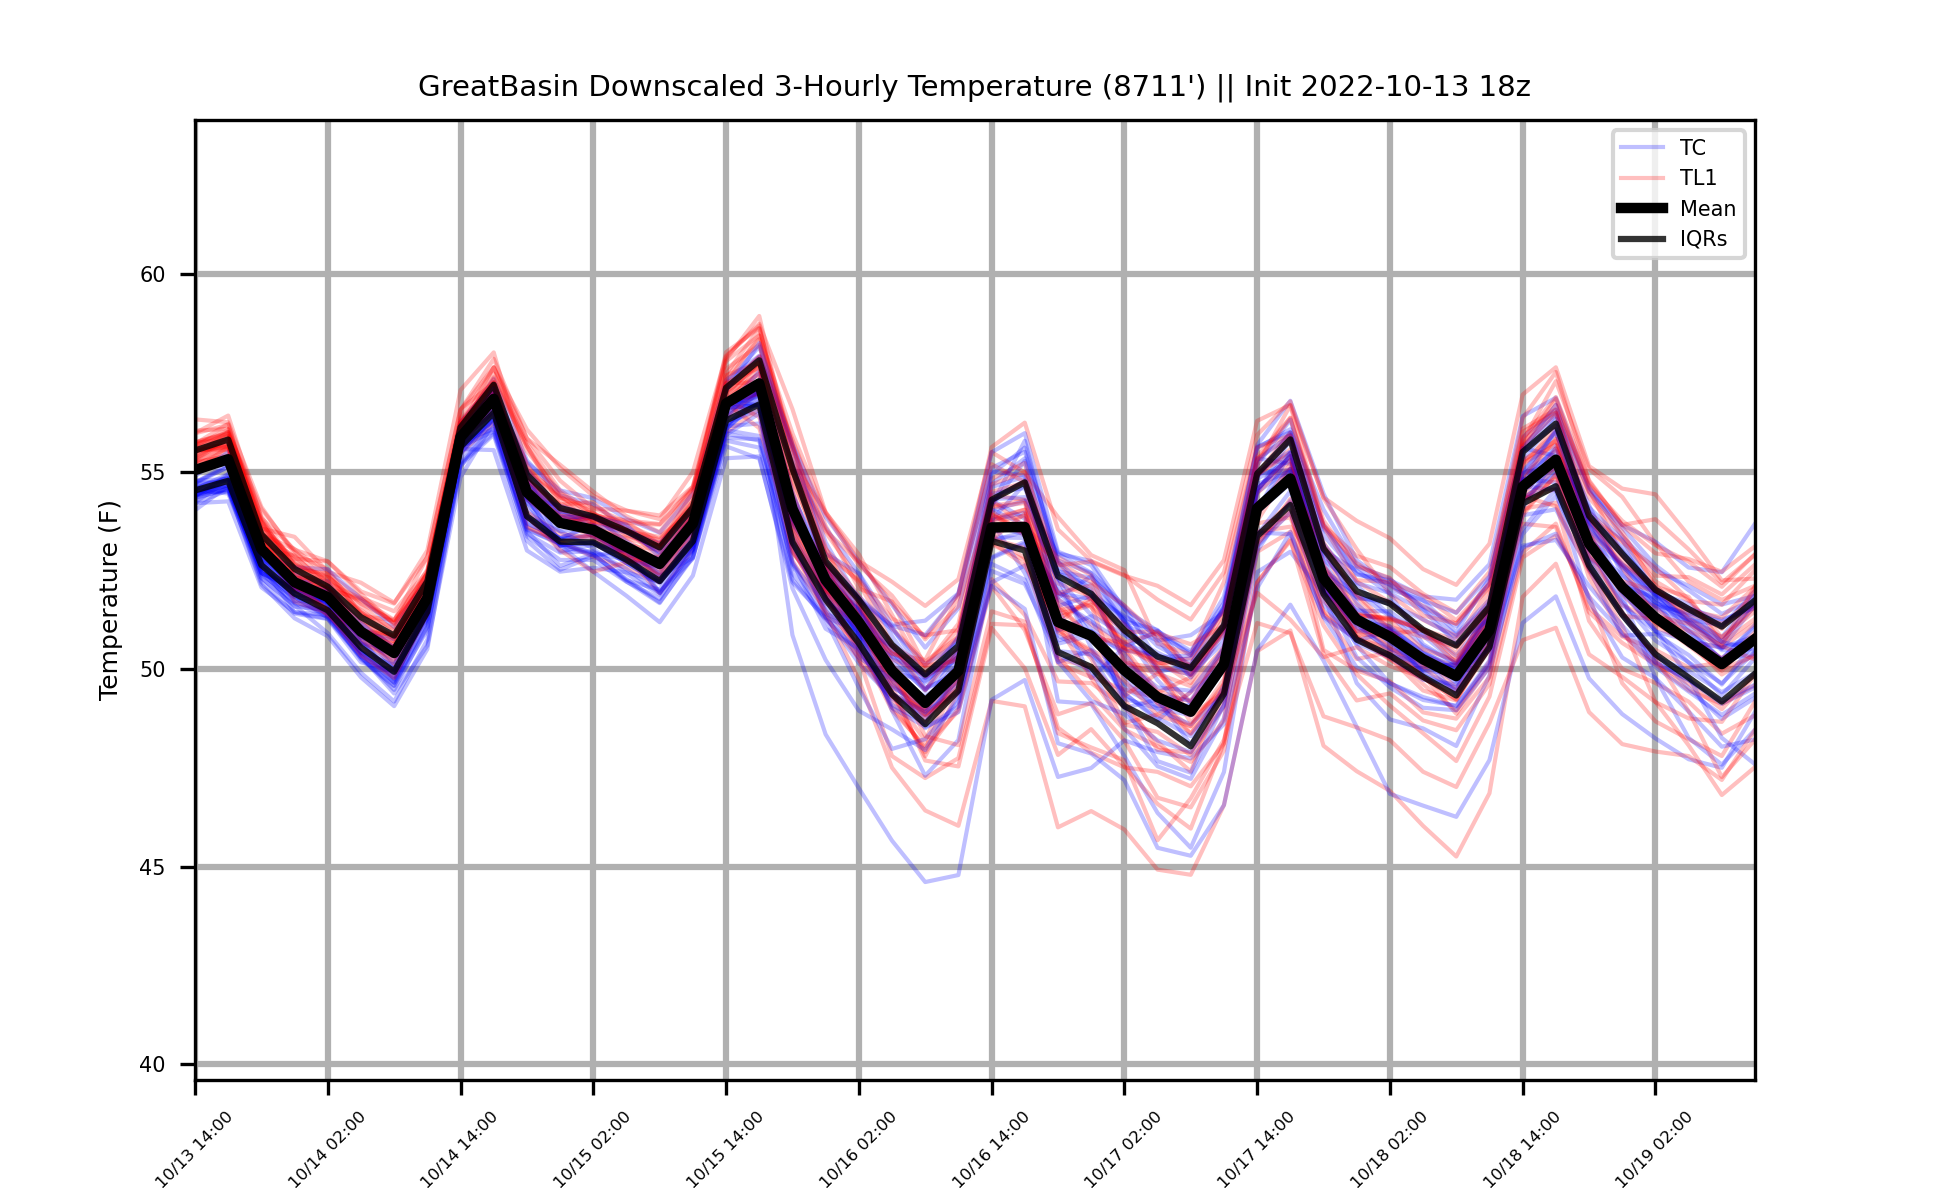 GreatBasin Downscaled 3-Hourly Temperature (8711') || Init 2022-10-13 18z
TC
TL1
Mean
IQRs
Temperature (F)
60
55
50
45
40
10/13 14:00
10/14 02:00
10/14 14:00
10/15 02:00
10/15 14:00
10/16 02:00
10/16 14:00
10/17 02:00
10/17 14:00
10/18 02:00
10/18 14:00
10/19 02:00